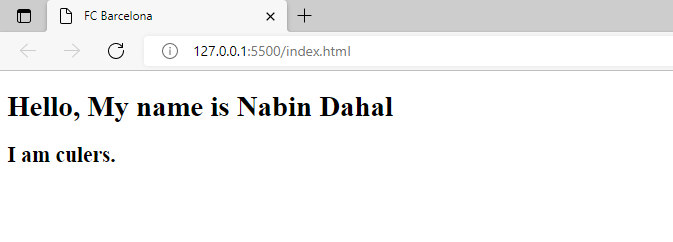 FC Barcelona
127.0.0.1:5500/index.html
Hello, My name is Nabin Dahal
I am culers.